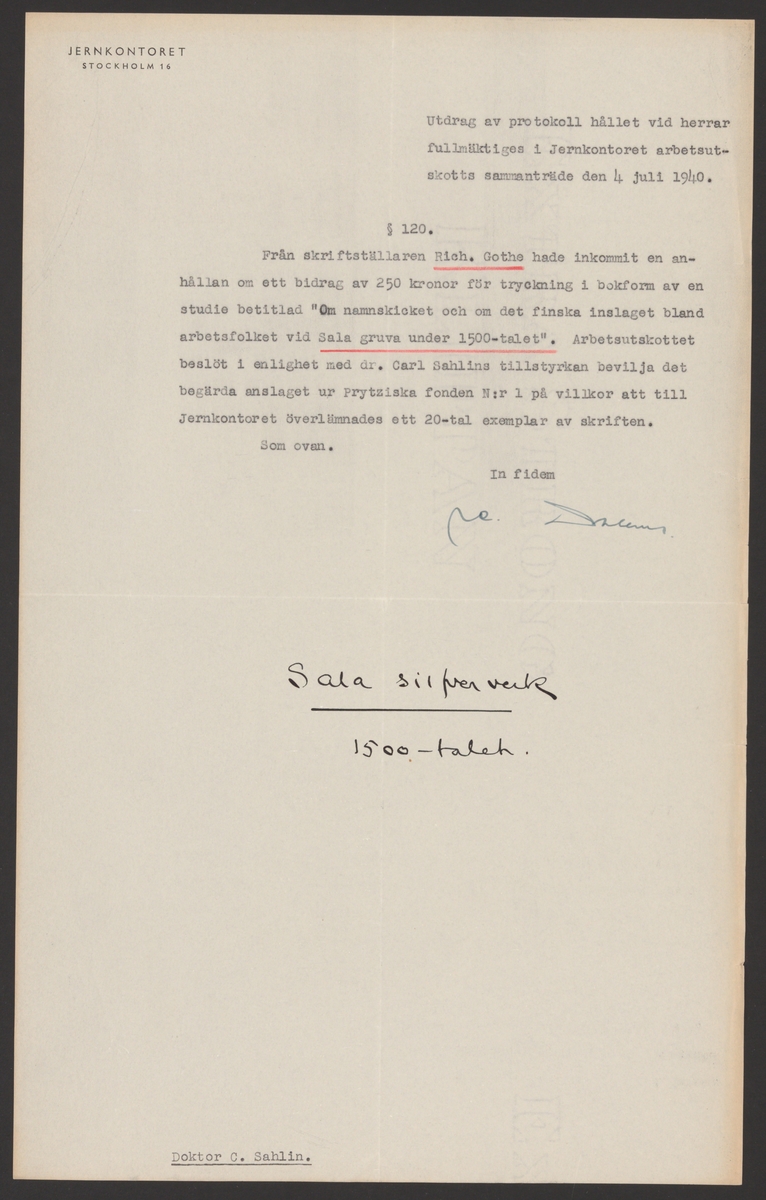 JERNKONTORET
STOCKHOLM 16
Utdrag av protokoll hållet vid herrar
fullmäktiges i Jernkontoret arbetsut-
skotts sammanträde den 4 juli 1940.
§ 120.
Från skriftställaren Rich. Gothe hade inkommit en an-
hållan om ett bidrag av 250 kronor för tryckning i bokform av en
studie betitlad "Om namnskicket och om det finska inslaget bland
arbetsfolket vid Sala gruva under 1500-talet". Arbetsutskottet
beslöt i enlighet med dr. Carl Sahlins tillstyrkan bevilja det
begärda anslaget ur Prytziska fonden N:r 1 på villkor att till
Jernkontoret överlämnades ett 20-tal exemplar av skriften.
Som ovan.
In fidem
Sala silfververk
1500-talet.
Doktor C. Sahlin.